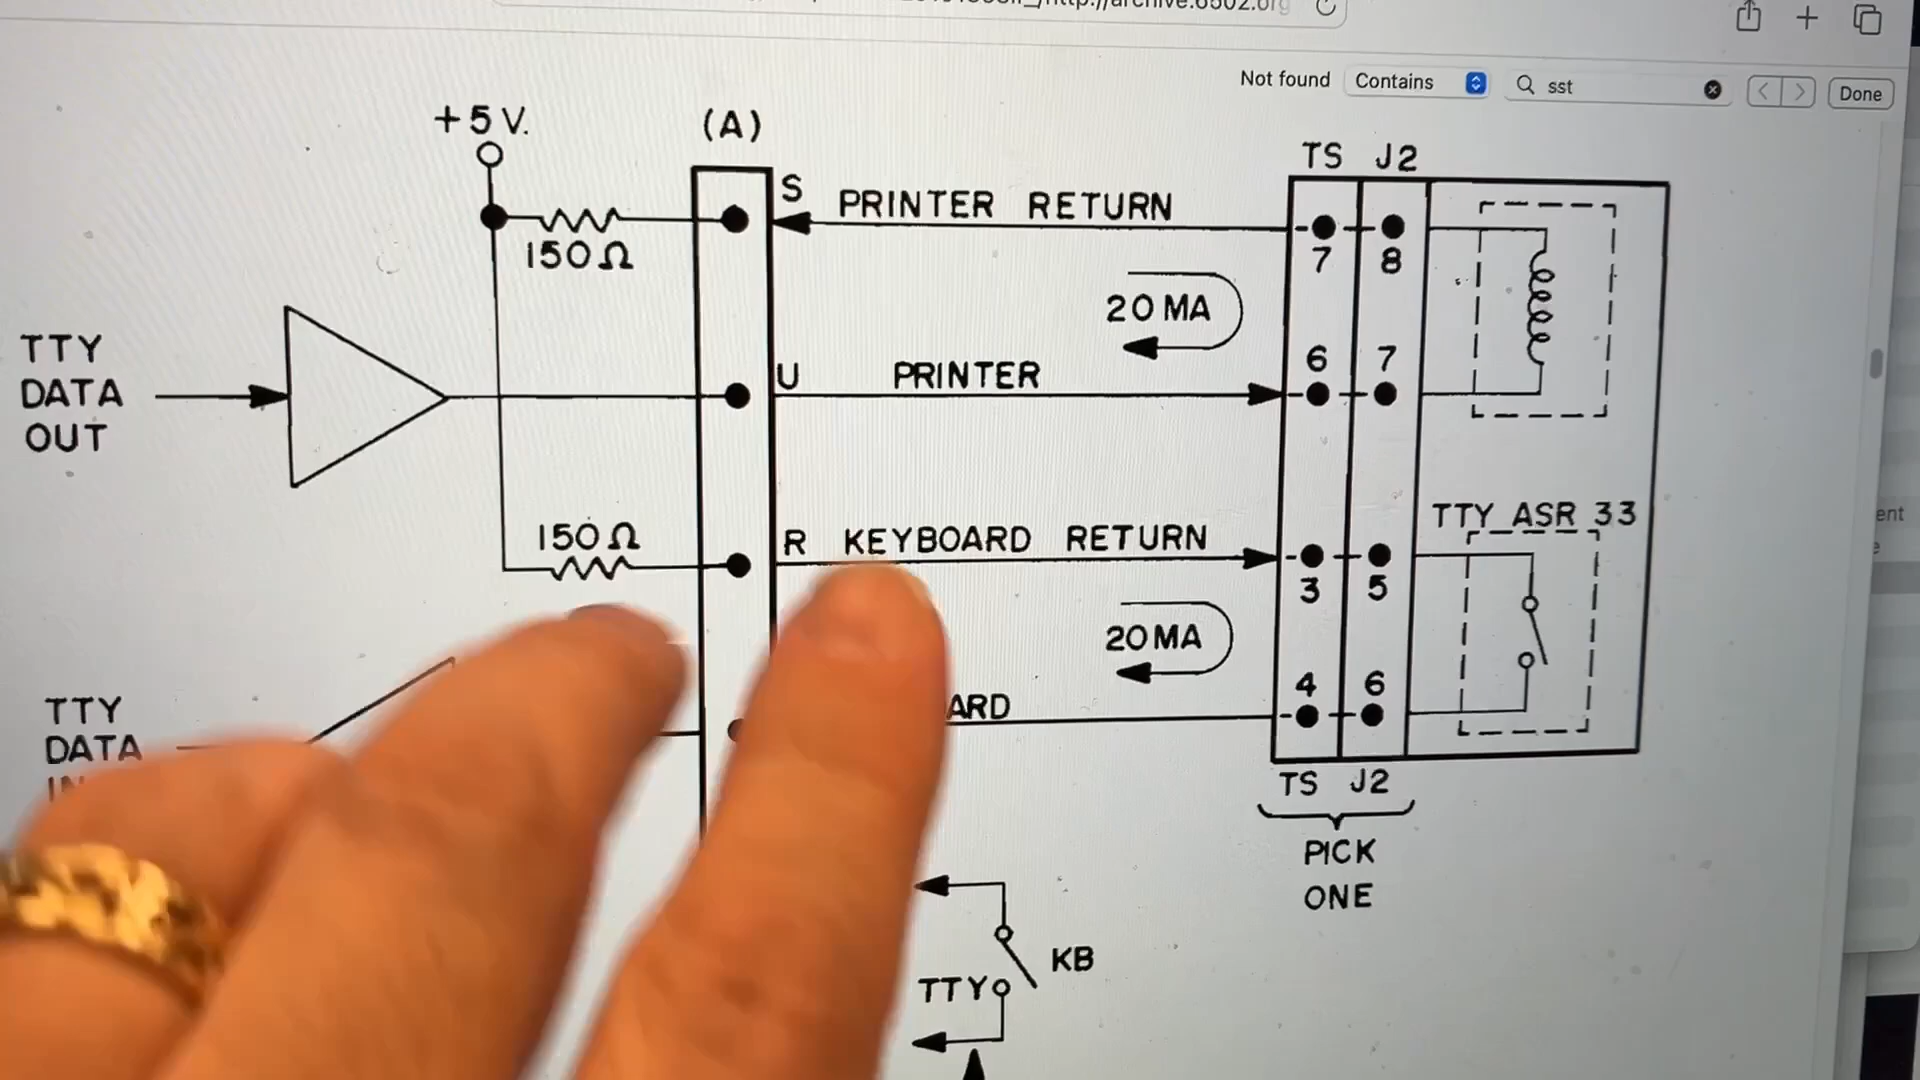 Not found Contains sst Done
+5 V. (A) TS J2
S PRINTER RETURN
150Ω 7 8
20 MA
TTY
DATA
OUT
U PRINTER 6 7
TTY ASR 33
150Ω R KEYBOARD RETURN
3 5
20 MA
4 6
TTY
DATA
ARD
TS J2
PICK
ONE
KB
TTY